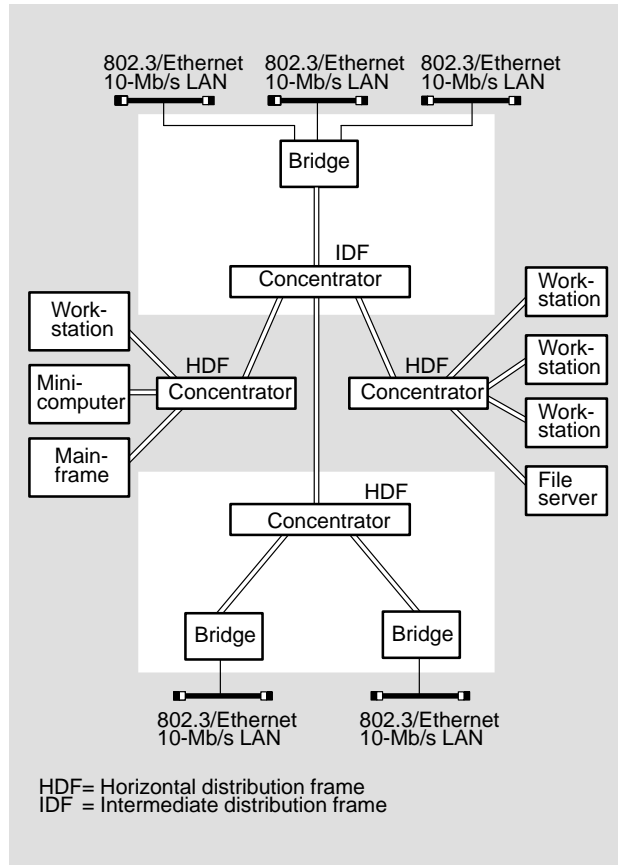 802.3/Ethernet
10-Mb/s LAN
802.3/Ethernet
10-Mb/s LAN
802.3/Ethernet
10-Mb/s LAN
Bridge
IDF
Concentrator
Work-
station
Mini-
computer
Main-
frame
HDF
Concentrator
HDF
Concentrator
Work-
station
Work-
station
Work-
station
File
server
HDF
Concentrator
Bridge
Bridge
802.3/Ethernet
10-Mb/s LAN
802.3/Ethernet
10-Mb/s LAN
HDF= Horizontal distribution frame
IDF = Intermediate distribution frame